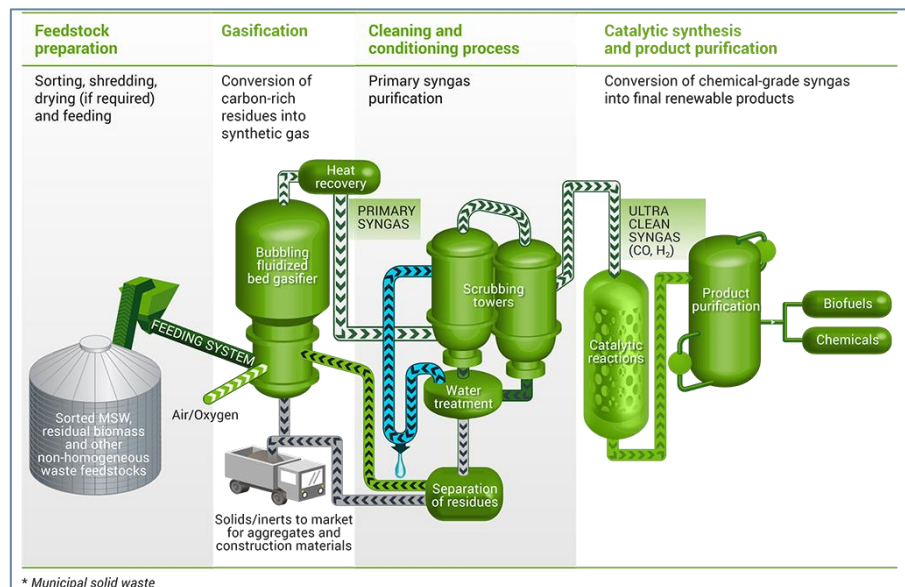 Feedstock
preparation
Gasification
Cleaning and
conditioning process
Catalytic synthesis
and product purification
Sorting, shredding,
drying (if required)
and feeding
Conversion of
carbon-rich
residues into
synthetic gas
Primary syngas
purification
Conversion of chemical-grade syngas
into final renewable products
Heat
recovery
PRIMARY
SYNGAS
ULTRA
CLEAN
SYNGAS
(CO, H₂)
Bubbling
fluidized
bed gasifier
Scrubbing
towers
Product
purification
Biofuels
Chemicals
FEEDING SYSTEM
Catalytic
reactions
Water
treatment
Air/Oxygen
Sorted MSW,
residual biomass
and other
non-homogeneous
waste feedstocks
Separation
of residues
Solids/inerts to market
for aggregates and
construction materials
* Municipal solid waste